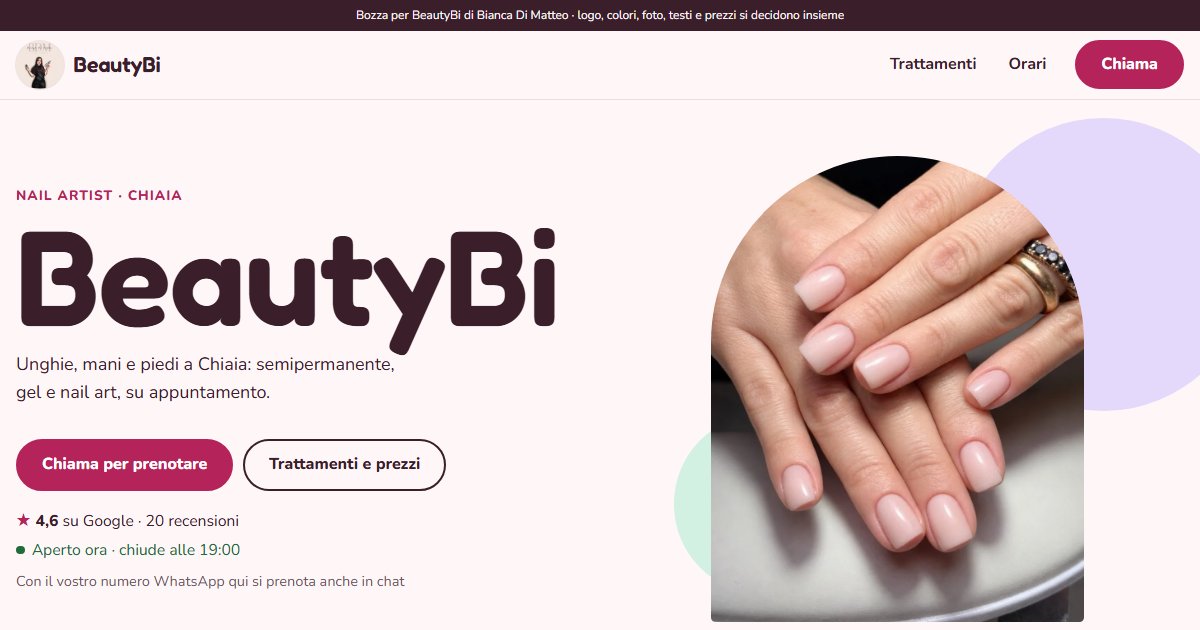 Bozza per BeautyBi di Bianca Di Matteo · logo, colori, foto, testi e prezzi si decidono insieme
BeautyBi
Trattamenti
Orari
Chiama
NAIL ARTIST · CHIAIA
BeautyBi
Unghie, mani e piedi a Chiaia: semipermanente,
gel e nail art, su appuntamento.
Chiama per prenotare
Trattamenti e prezzi
★ 4,6 su Google · 20 recensioni
Aperto ora · chiude alle 19:00
Con il vostro numero WhatsApp qui si prenota anche in chat